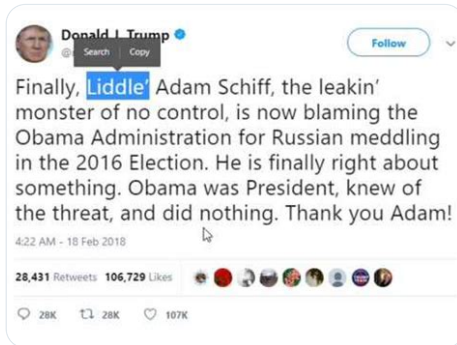 Donald J. Trump
Search Copy
Follow
Finally, Liddle' Adam Schiff, the leakin'
monster of no control, is now blaming the
Obama Administration for Russian meddling
in the 2016 Election. He is finally right about
something. Obama was President, knew of
the threat, and did nothing. Thank you Adam!
4:22 AM - 18 Feb 2018
28,431 Retweets 106,729 Likes
28K 28K 107K